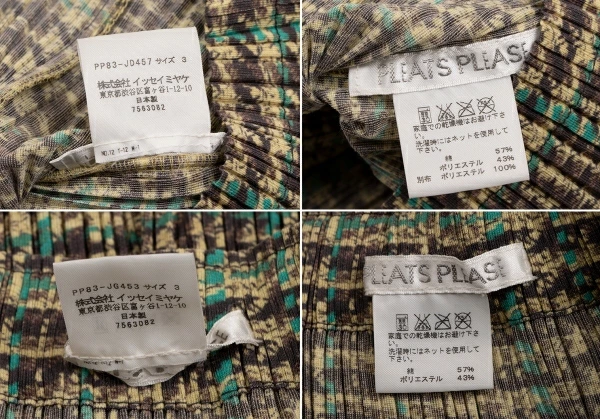 PP83-JD457 サイズ 3
株式会社 イッセイミヤケ
東京都渋谷区富ヶ谷1-12-10
日本製
7563082
PLEATS PLEASE
家庭での乾燥機はお避け下さい。
洗濯時にはネットを使用して下さい。
綿 57%
ポリエステル 43%
別布 ポリエステル 100%
PP83-JG453 サイズ 3
株式会社 イッセイミヤケ
東京都渋谷区富ヶ谷1-12-10
日本製
7563082
LEATS PLEASE
家庭での乾燥機はお避け下さい。
洗濯時にはネットを使用して下さい。
綿 57%
ポリエステル 43%